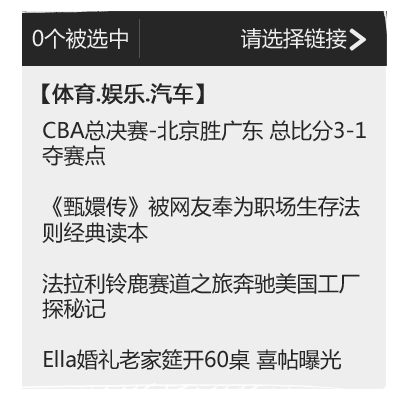 0个被选中
请选择链接
【体育.娱乐.汽车】
CBA总决赛-北京胜广东 总比分3-1
夺赛点
《甄嬛传》被网友奉为职场生存法
则经典读本
法拉利铃鹿赛道之旅奔驰美国工厂
探秘记
Ella婚礼老家筵开60桌 喜帖曝光